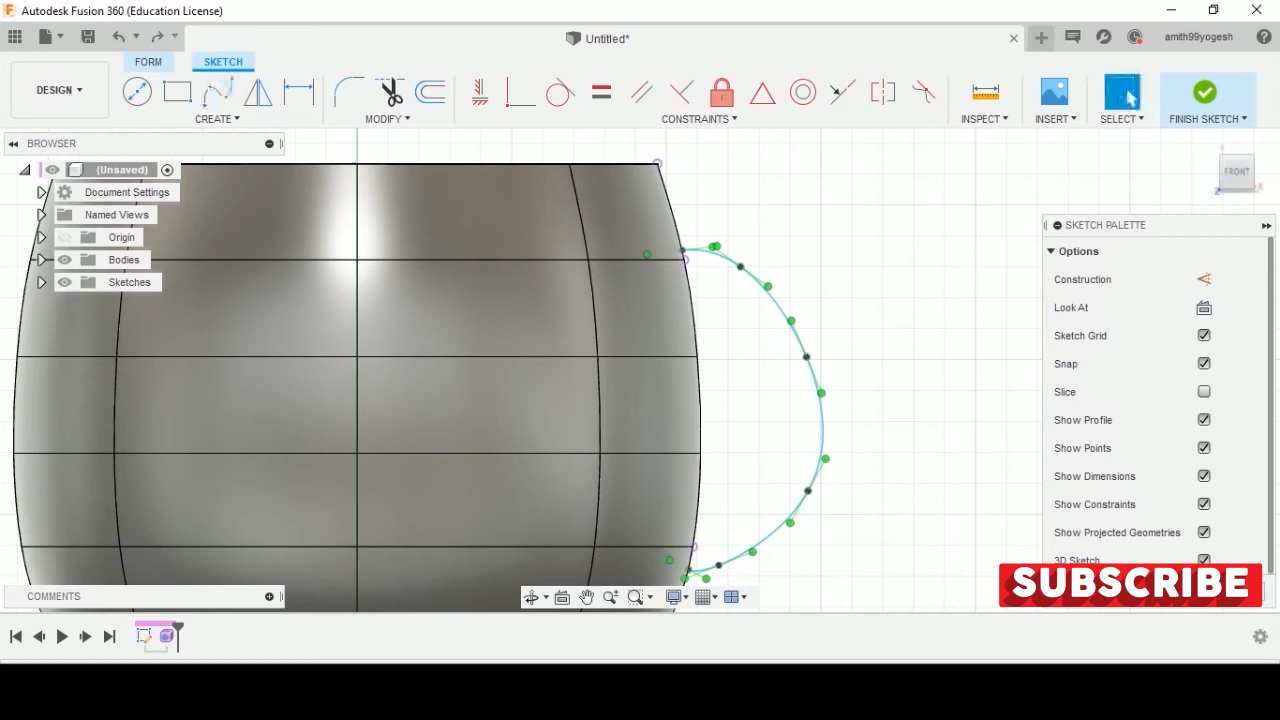 Autodesk Fusion 360 (Education License)
Untitled*
amith99yogesh
FORM
SKETCH
DESIGN
CREATE
MODIFY
CONSTRAINTS
INSPECT
INSERT
SELECT
FINISH SKETCH
BROWSER
(Unsaved)
Document Settings
Named Views
Origin
Bodies
Sketches
FRONT
Z
X
SKETCH PALETTE
Options
Construction
Look At
Sketch Grid
Snap
Slice
Show Profile
Show Points
Show Dimensions
Show Constraints
Show Projected Geometries
3D Sketch
SUBSCRIBE
COMMENTS